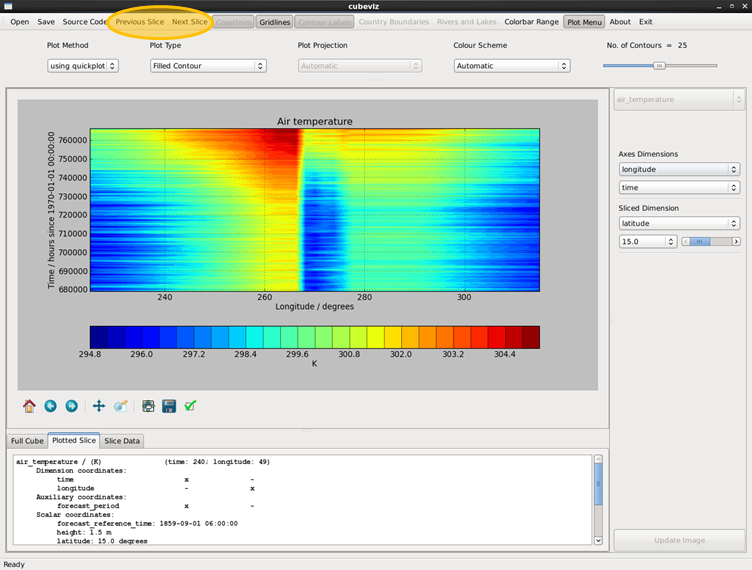 cubeviz
Open Save Source Code Previous Slice Next Slice Coastlines Gridlines Contour Labels Country Boundaries Rivers and Lakes Colorbar Range Plot Menu About Exit
Plot Method Plot Type Plot Projection Colour Scheme No. of Contours = 25
using quickplot Filled Contour Automatic Automatic
air_temperature
Air temperature
Time / hours since 1970-01-01 00:00:00
760000
750000
740000
730000
720000
710000
700000
690000
680000
240 260 280 300
Longitude / degrees
294.8 296.0 297.2 298.4 299.6 300.8 302.0 303.2 304.4
K
Axes Dimensions
longitude
time
Sliced Dimension
latitude
15.0
Full Cube Plotted Slice Slice Data
air_temperature / (K) (time: 240; longitude: 49)
Dimension coordinates:
time x -
longitude - x
Auxiliary coordinates:
forecast_period x -
Scalar coordinates:
forecast_reference_time: 1859-09-01 06:00:00
height: 1.5 m
latitude: 15.0 degrees
Update Image
Ready